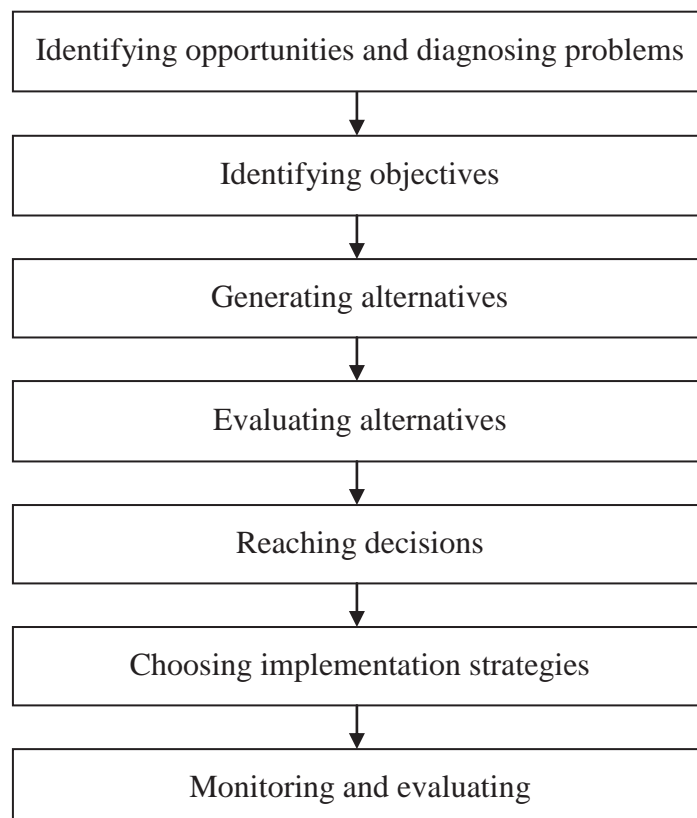 Identifying opportunities and diagnosing problems
Identifying objectives
Generating alternatives
Evaluating alternatives
Reaching decisions
Choosing implementation strategies
Monitoring and evaluating